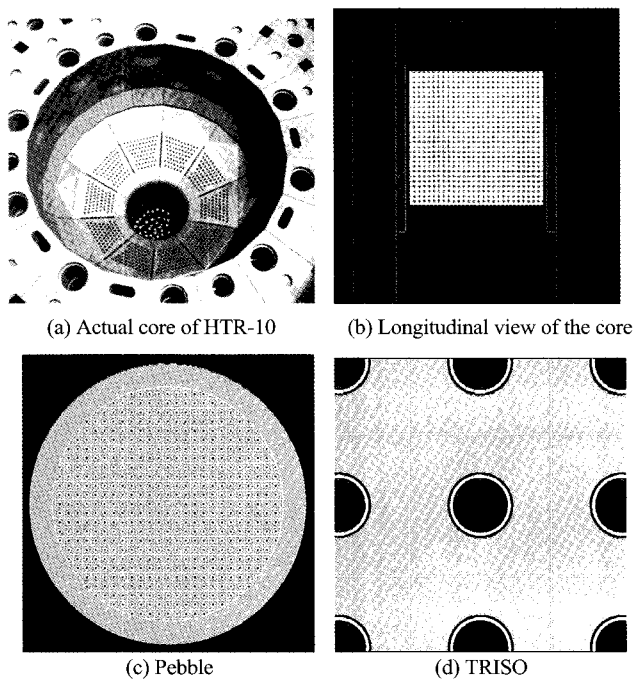 (a) Actual core of HTR-10
(b) Longitudinal view of the core
(c) Pebble
(d) TRISO